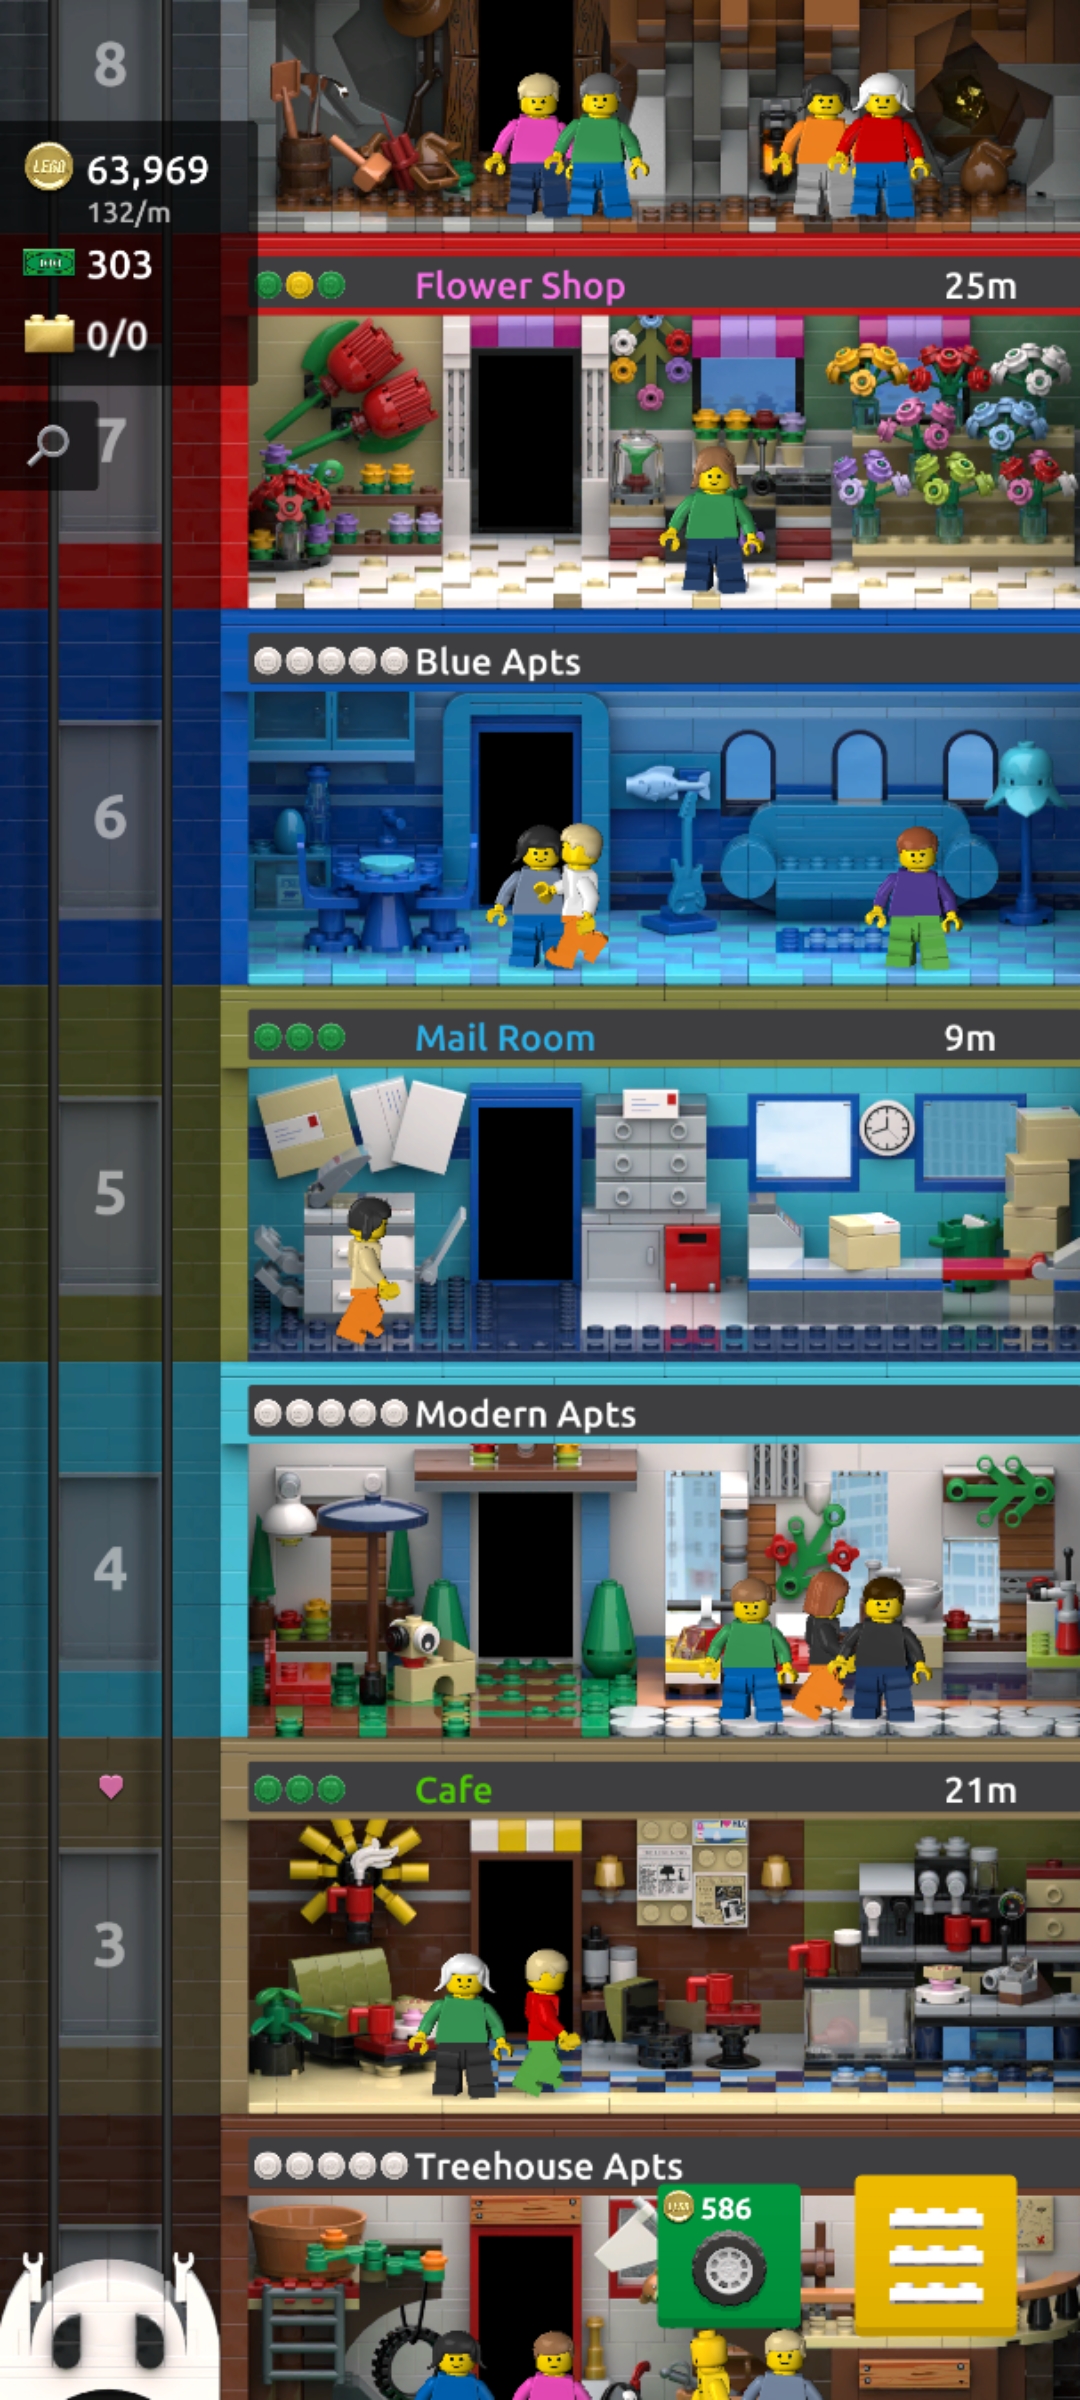 8
LEGO 63,969
132/m
303
0/0
Flower Shop 25m
7
Blue Apts
6
Mail Room 9m
5
Modern Apts
4
Cafe 21m
3
Treehouse Apts
586